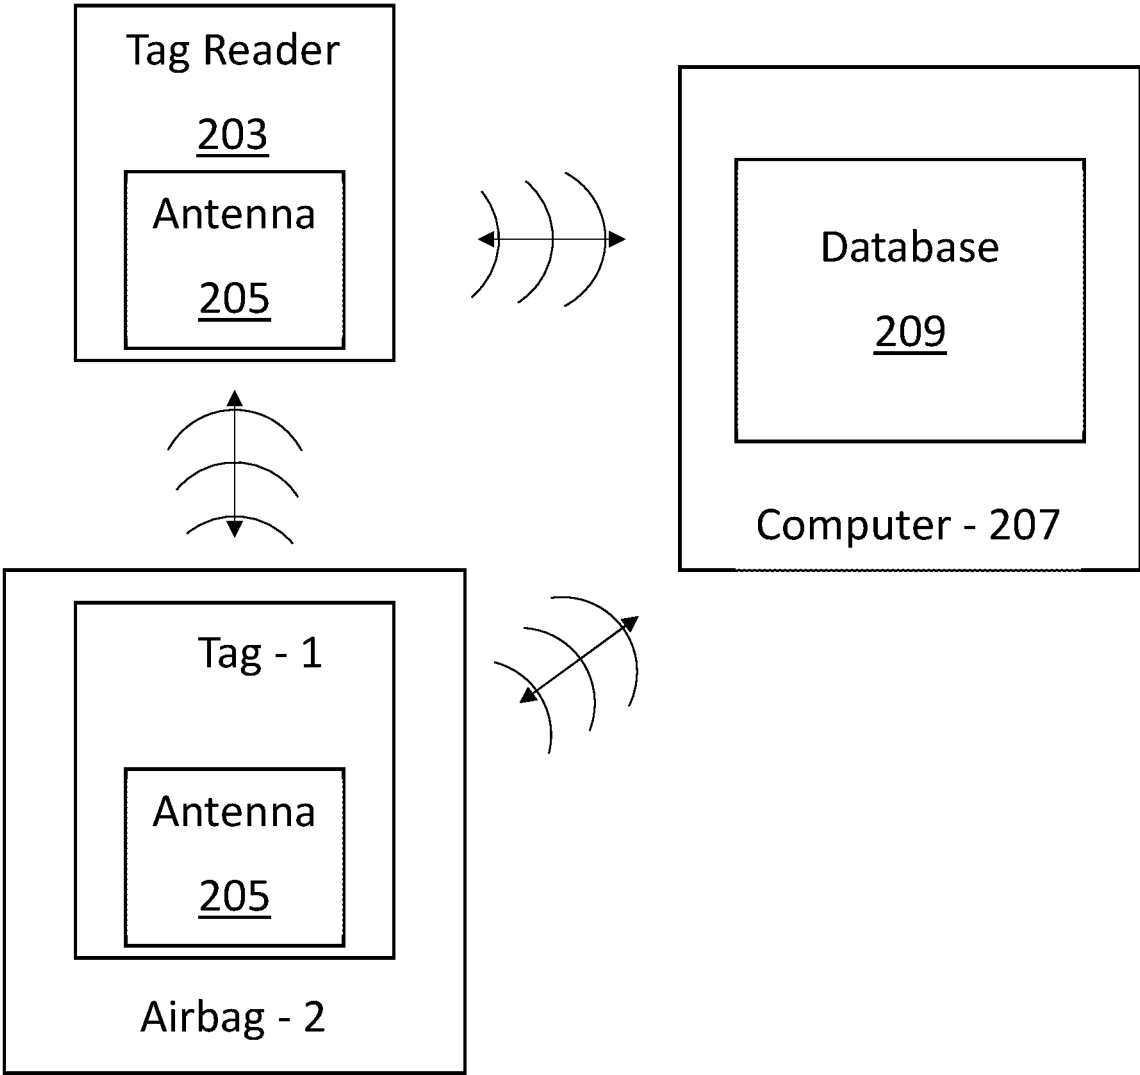 Tag Reader
203
Antenna
205
Database
209
Computer - 207
Tag - 1
Antenna
205
Airbag - 2